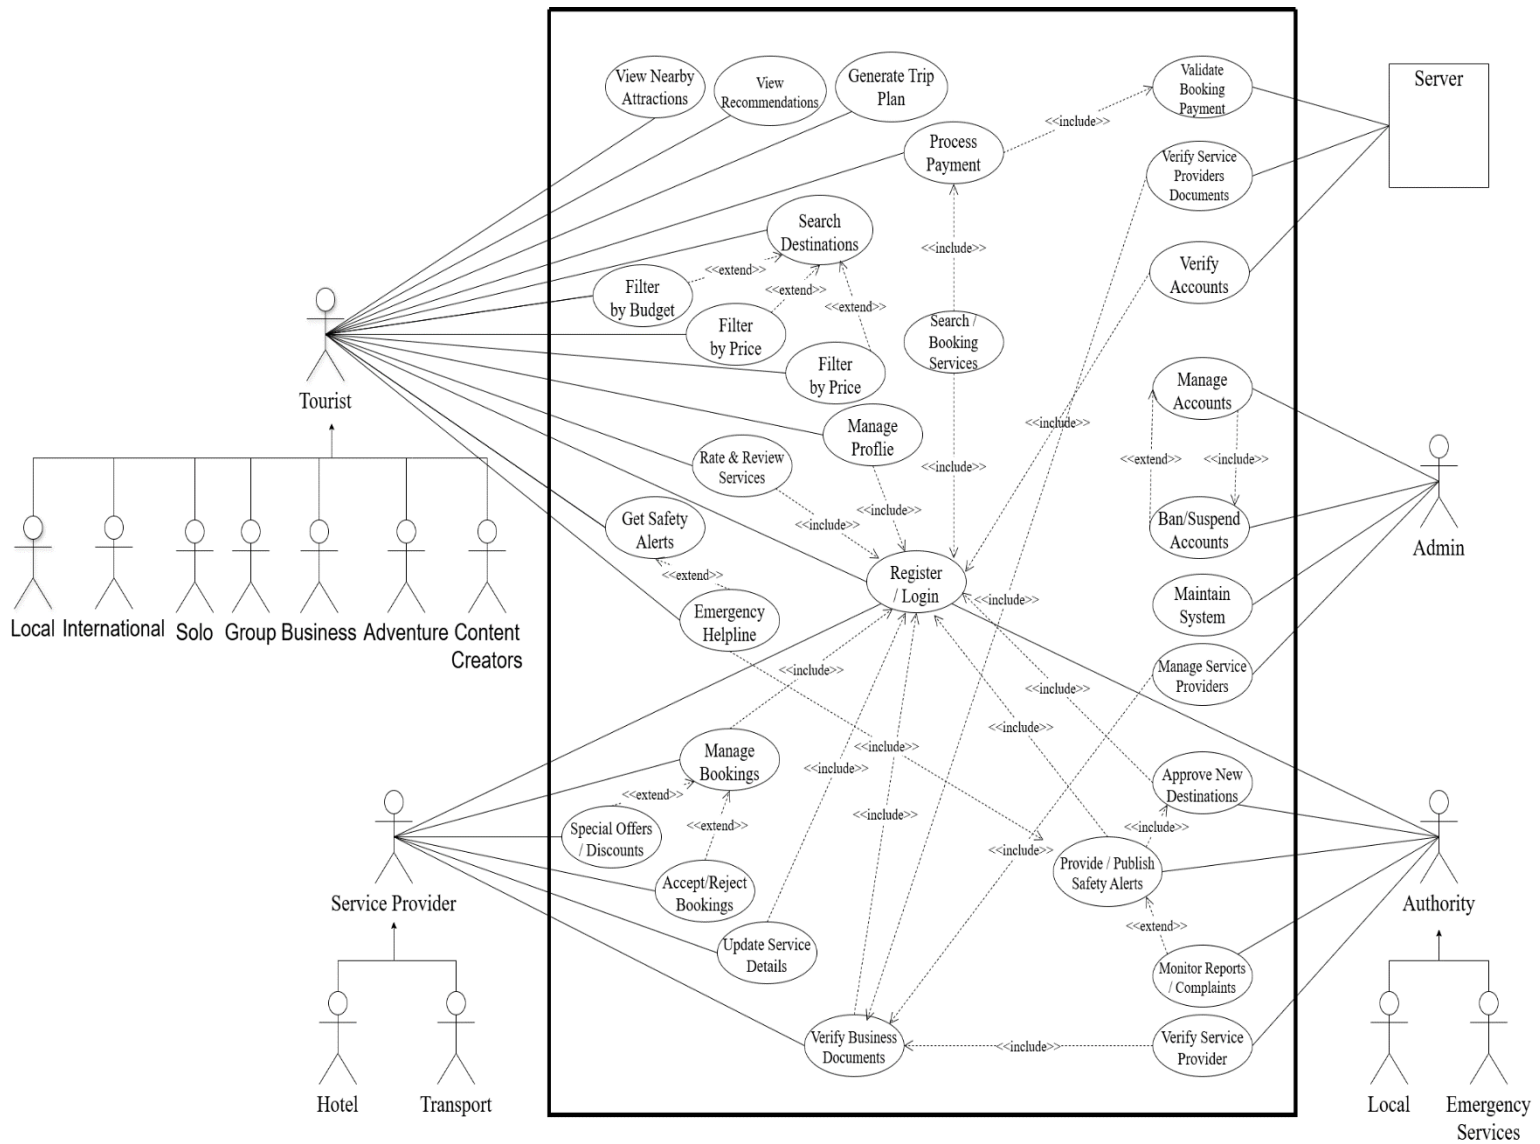 View Nearby
Attractions
View
Recommendations
Generate Trip
Plan
Validate
Booking
Payment
Server
<<include>>
Process
Payment
Verify Service
Providers
Documents
Search
Destinations
<<include>>
Verify
Accounts
<<extend>>
Filter
by Budget
<<extend>>
<<extend>>
Filter
by Price
Search /
Booking
Services
Filter
by Price
Tourist
Manage
Accounts
Manage
Proflie
<<include>>
Rate & Review
Services
<<include>>
<<extend>>
<<include>>
Get Safety
Alerts
<<include>>
<<include>>
Ban/Suspend
Accounts
Admin
<<extend>>
Register
/ Login
<<include>>
Emergency
Helpline
Maintain
System
Local
International
Solo
Group
Business
Adventure
Content
Creators
<<include>>
Manage Service
Providers
<<include>>
<<include>>
Manage
Bookings
<<include>>
<<include>>
Approve New
Destinations
<<extend>>
<<include>>
<<extend>>
<<include>>
Special Offers
/ Discounts
<<include>>
Provide / Publish
Safety Alerts
Accept/Reject
Bookings
Service Provider
Authority
<<extend>>
Update Service
Details
Monitor Reports
/ Complaints
Verify Business
Documents
<<include>>
Verify Service
Provider
Hotel
Transport
Local
Emergency
Services